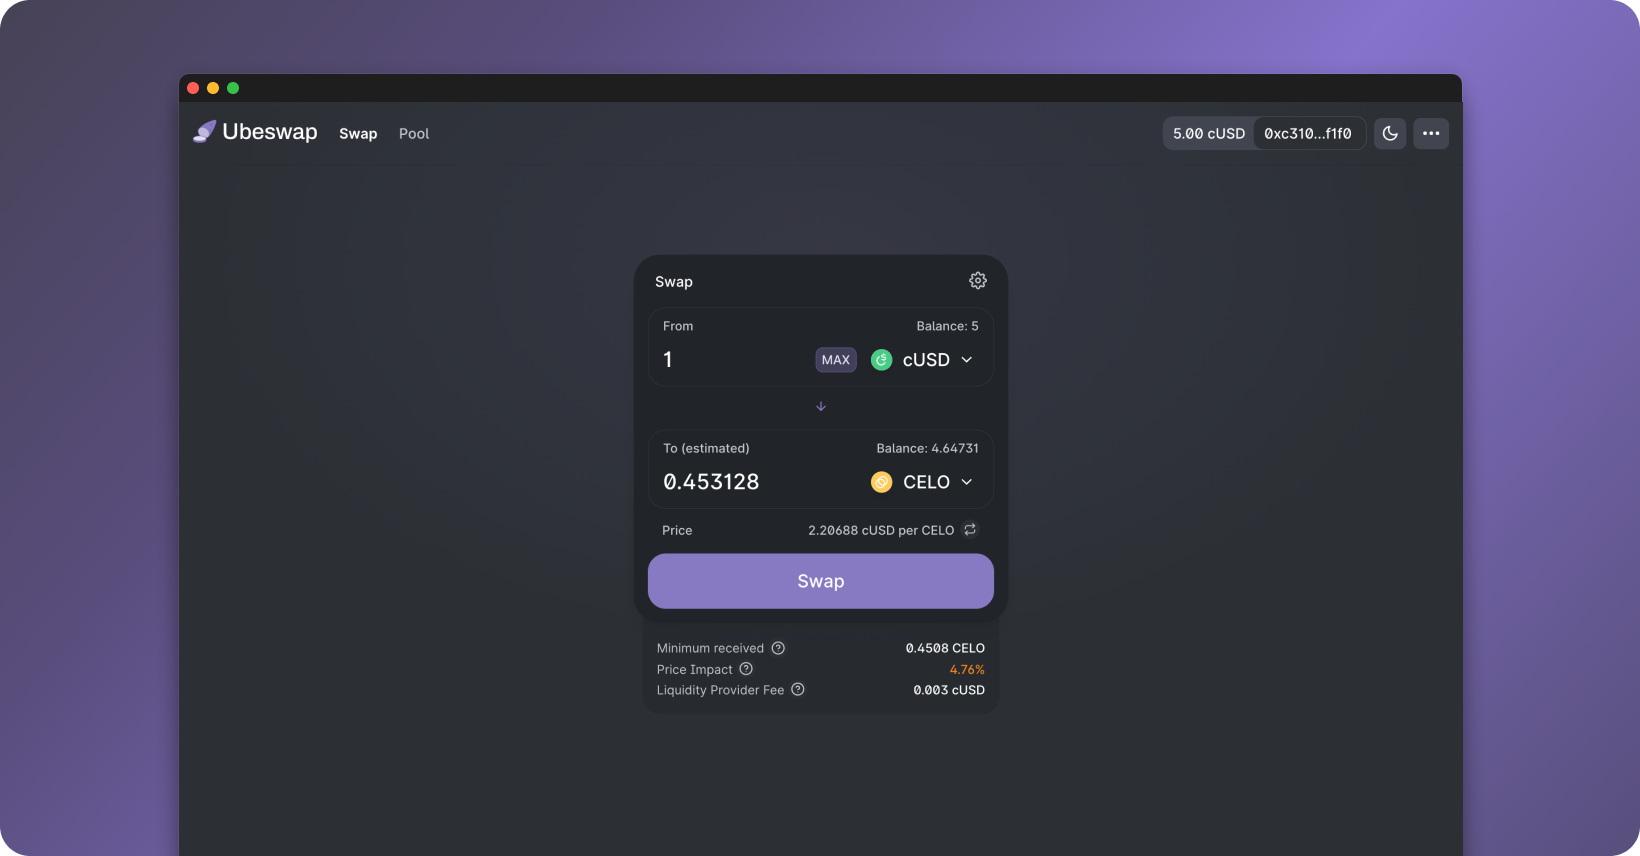 Ubeswap Swap Pool 5.00 cUSD 0xc310...f1f0
Swap
From Balance: 5
1 MAX cUSD
To (estimated) Balance: 4.64731
0.453128 CELO
Price 2.20688 cUSD per CELO
Swap
Minimum received 0.4508 CELO
Price Impact 4.76%
Liquidity Provider Fee 0.003 cUSD